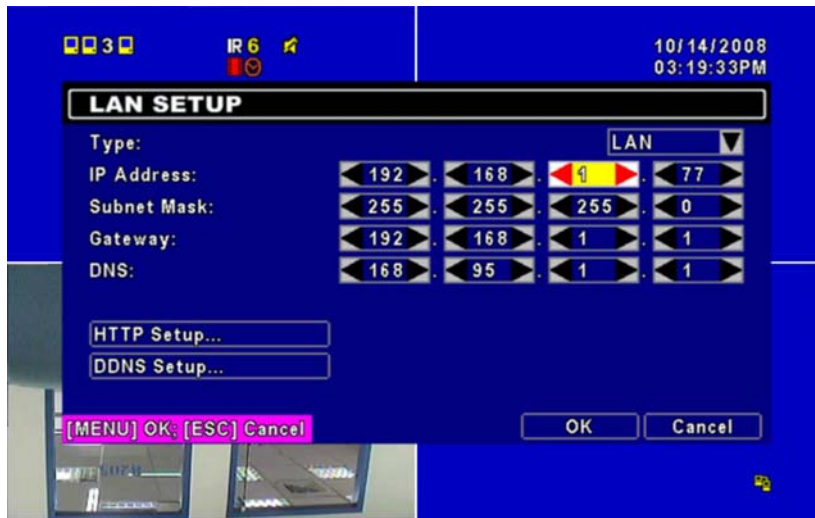 3 IR 6 10/14/2008
03:19:33PM
LAN SETUP
Type: LAN
IP Address: 192 . 168 . 1 . 77
Subnet Mask: 255 . 255 . 255 . 0
Gateway: 192 . 168 . 1 . 1
DNS: 168 . 95 . 1 . 1
HTTP Setup...
DDNS Setup...
[MENU] OK; [ESC] Cancel OK Cancel